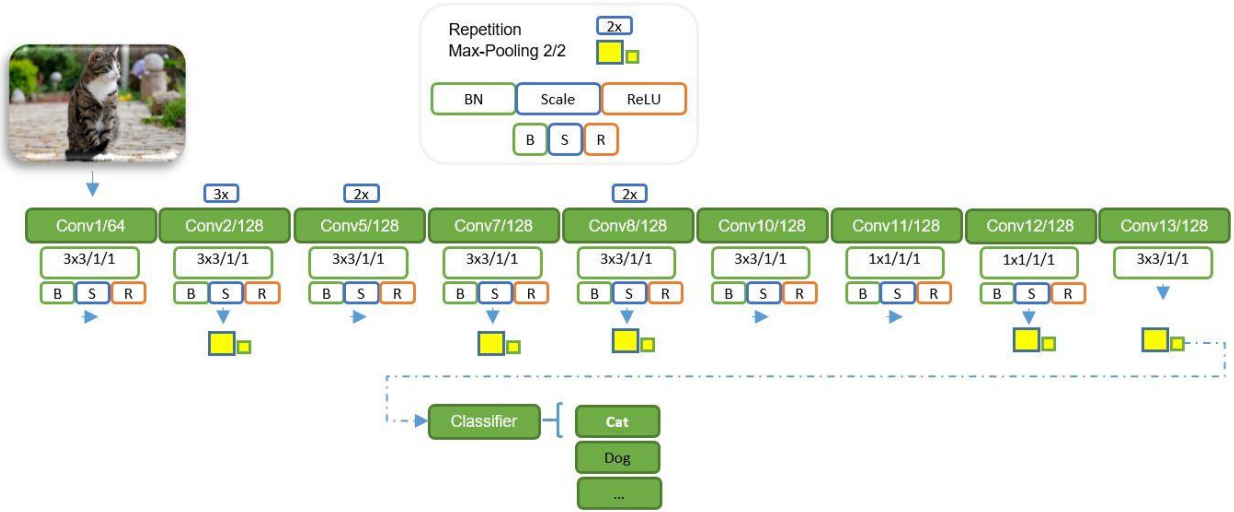 Repetition 2x
Max-Pooling 2/2
BN Scale ReLU
B S R
3x 2x 2x
Conv1/64 Conv2/128 Conv5/128 Conv7/128 Conv8/128 Conv10/128 Conv11/128 Conv12/128 Conv13/128
3x3/1/1 3x3/1/1 3x3/1/1 3x3/1/1 3x3/1/1 3x3/1/1 1x1/1/1 1x1/1/1 3x3/1/1
B S R B S R B S R B S R B S R B S R B S R B S R
Classifier Cat
Dog
...